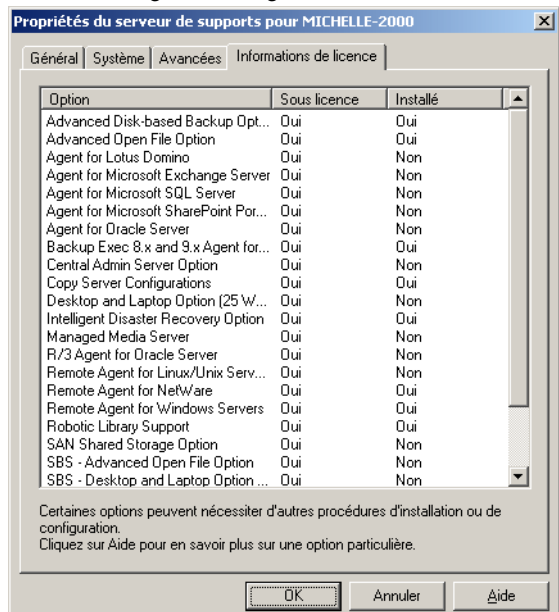 Propriétés du serveur de supports pour MICHELLE-2000
Général Système Avancées Informations de licence
Option Sous licence Installé
Advanced Disk-based Backup Opt... Oui Oui
Advanced Open File Option Oui Oui
Agent for Lotus Domino Oui Non
Agent for Microsoft Exchange Server Oui Non
Agent for Microsoft SQL Server Oui Non
Agent for Microsoft SharePoint Por... Oui Non
Agent for Oracle Server Oui Non
Backup Exec 8.x and 9.x Agent for... Oui Oui
Central Admin Server Option Oui Non
Copy Server Configurations Oui Oui
Desktop and Laptop Option (25 W... Oui Non
Intelligent Disaster Recovery Option Oui Oui
Managed Media Server Oui Non
R/3 Agent for Oracle Server Oui Non
Remote Agent for Linux/Unix Serv... Oui Non
Remote Agent for NetWare Oui Oui
Remote Agent for Windows Servers Oui Oui
Robotic Library Support Oui Oui
SAN Shared Storage Option Oui Non
SBS - Advanced Open File Option Oui Non
SBS - Desktop and Laptop Option ... Oui Non
Certaines options peuvent nécessiter d'autres procédures d'installation ou de
configuration.
Cliquez sur Aide pour en savoir plus sur une option particulière.
OK Annuler Aide